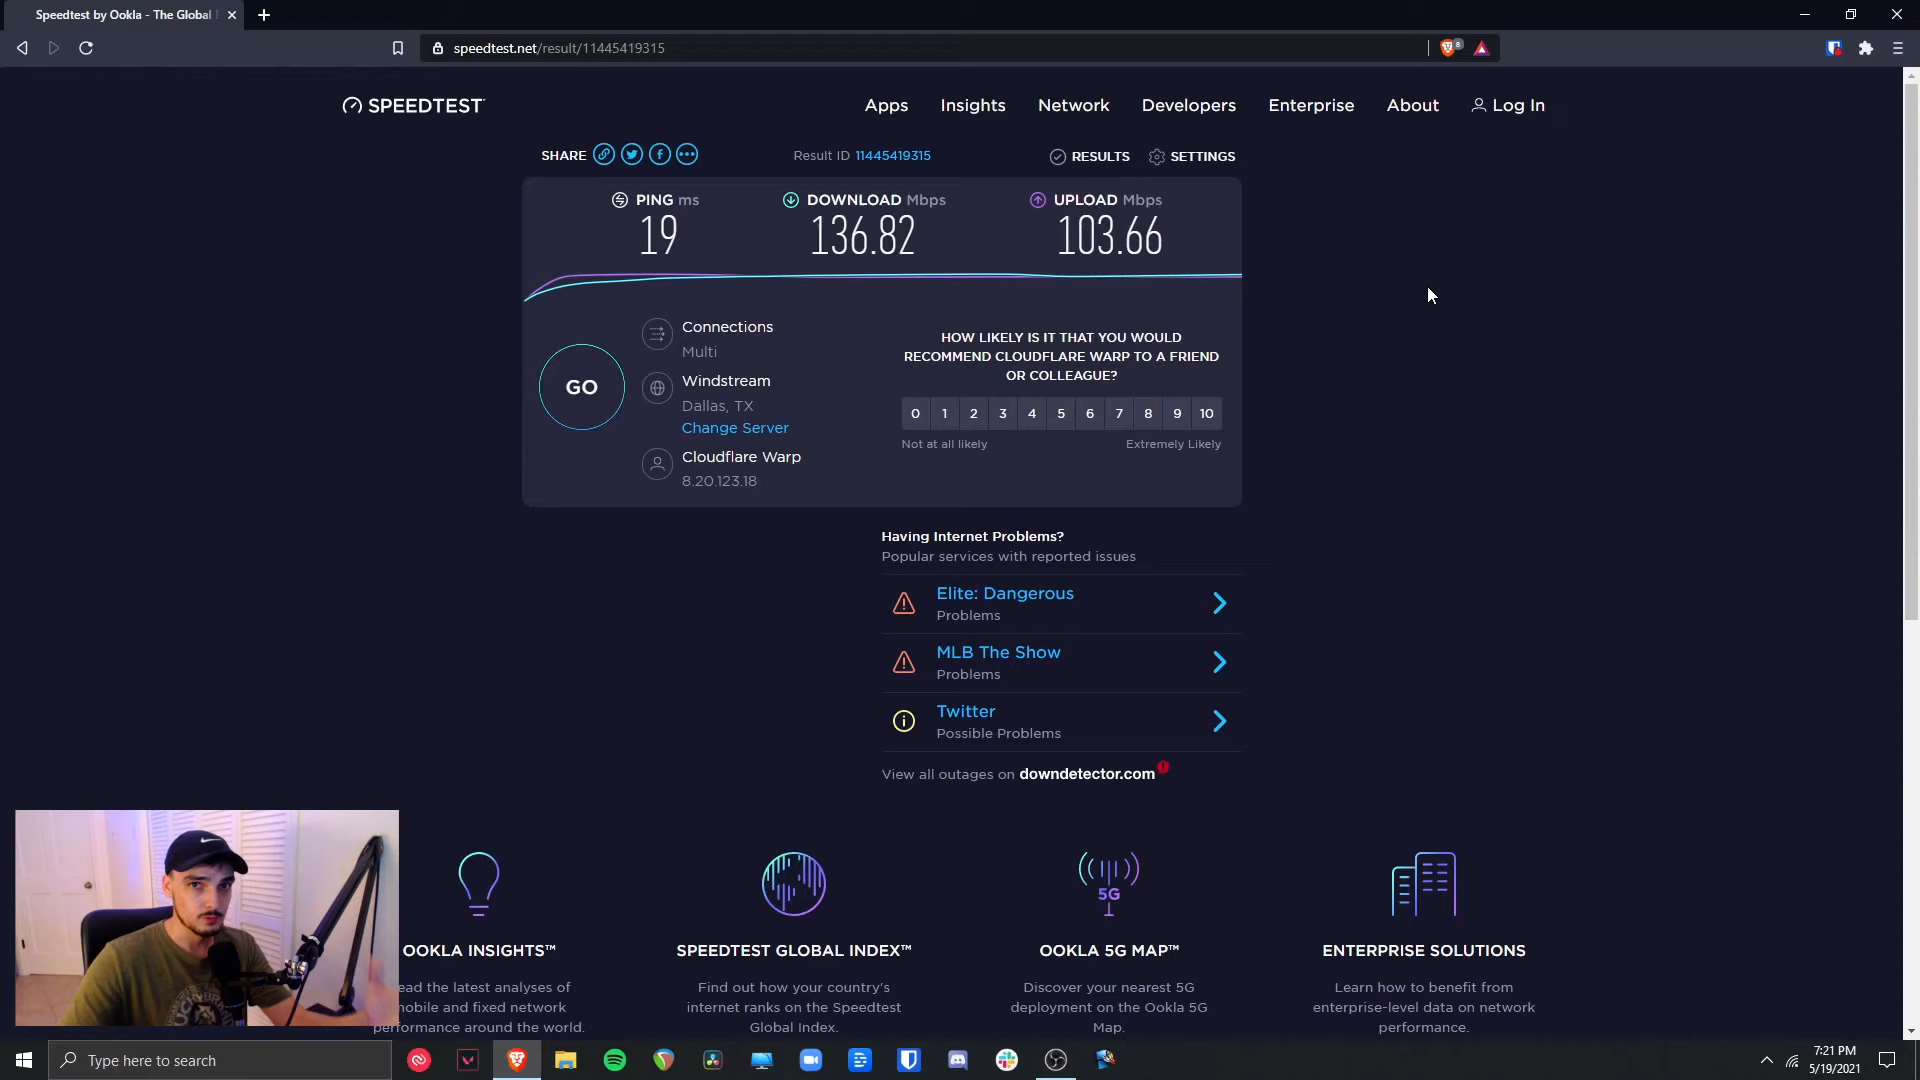 Speedtest by Ookla - The Global
speedtest.net/result/11445419315
8
SPEEDTEST
Apps
Insights
Network
Developers
Enterprise
About
Log In
SHARE
Result ID 11445419315
RESULTS
SETTINGS
PING ms
19
DOWNLOAD Mbps
136.82
UPLOAD Mbps
103.66
GO
Connections
Multi
Windstream
Dallas, TX
Change Server
Cloudflare Warp
8.20.123.18
HOW LIKELY IS IT THAT YOU WOULD
RECOMMEND CLOUDFLARE WARP TO A FRIEND
OR COLLEAGUE?
0 1 2 3 4 5 6 7 8 9 10
Not at all likely
Extremely Likely
Having Internet Problems?
Popular services with reported issues
Elite: Dangerous
Problems
MLB The Show
Problems
Twitter
Possible Problems
View all outages on downdetector.com
OOKLA INSIGHTS™
ead the latest analyses of
mobile and fixed network
performance around the world.
SPEEDTEST GLOBAL INDEX™
Find out how your country's
internet ranks on the Speedtest
Global Index.
5G
OOKLA 5G MAP™
Discover your nearest 5G
deployment on the Ookla 5G
Map.
ENTERPRISE SOLUTIONS
Learn how to benefit from
enterprise-level data on network
performance.
Type here to search
7:21 PM
5/19/2021